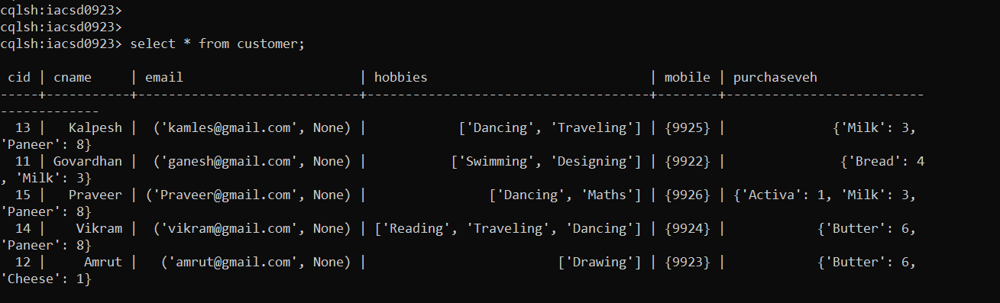 cqlsh:iacsd0923>
cqlsh:iacsd0923>
cqlsh:iacsd0923> select * from customer;
 cid | cname     | email                       | hobbies                             | mobile | purchaseveh
-----+-----------+-----------------------------+-------------------------------------+--------+--------------------------
-------------
  13 |   Kalpesh |  ('kamles@gmail.com', None) |            ['Dancing', 'Traveling'] | {9925} |              {'Milk': 3,
'Paneer': 8}
  11 | Govardhan |  ('ganesh@gmail.com', None) |           ['Swimming', 'Designing'] | {9922} |               {'Bread': 4
, 'Milk': 3}
  15 |   Praveer | ('Praveer@gmail.com', None) |                ['Dancing', 'Maths'] | {9926} | {'Activa': 1, 'Milk': 3,
'Paneer': 8}
  14 |    Vikram |  ('vikram@gmail.com', None) | ['Reading', 'Traveling', 'Dancing'] | {9924} |            {'Butter': 6,
'Paneer': 8}
  12 |     Amrut |   ('amrut@gmail.com', None) |                         ['Drawing'] | {9923} |            {'Butter': 6,
'Cheese': 1}